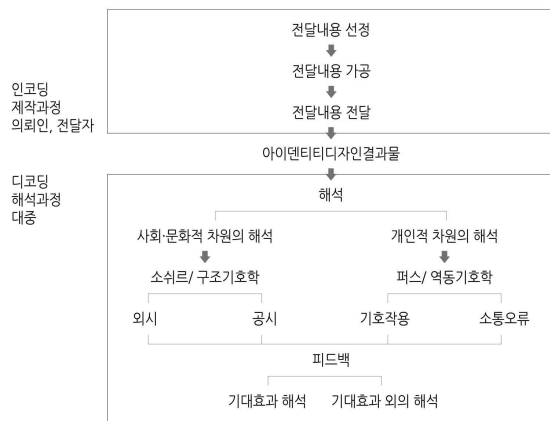 전달내용 선정
전달내용 가공
전달내용 전달
인코딩
제작과정
의뢰인, 전달자
아이덴티티디자인결과물
디코딩
해석과정
대중
해석
사회·문화적 차원의 해석 개인적 차원의 해석
소쉬르/ 구조기호학 퍼스/ 역동기호학
외시 공시 기호작용 소통오류
피드백
기대효과 해석 기대효과 외의 해석